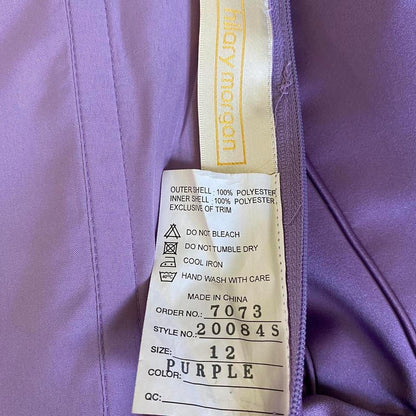 hilary morgan
OUTER SHELL : 100% POLYESTER
INNER SHELL : 100% POLYESTER
EXCLUSIVE OF TRIM
DO NOT BLEACH
DO NOT TUMBLE DRY
COOL IRON
HAND WASH WITH CARE
MADE IN CHINA
ORDER NO.: 7073
STYLE NO.: 20084S
SIZE: 12
COLOR: PURPLE
QC: